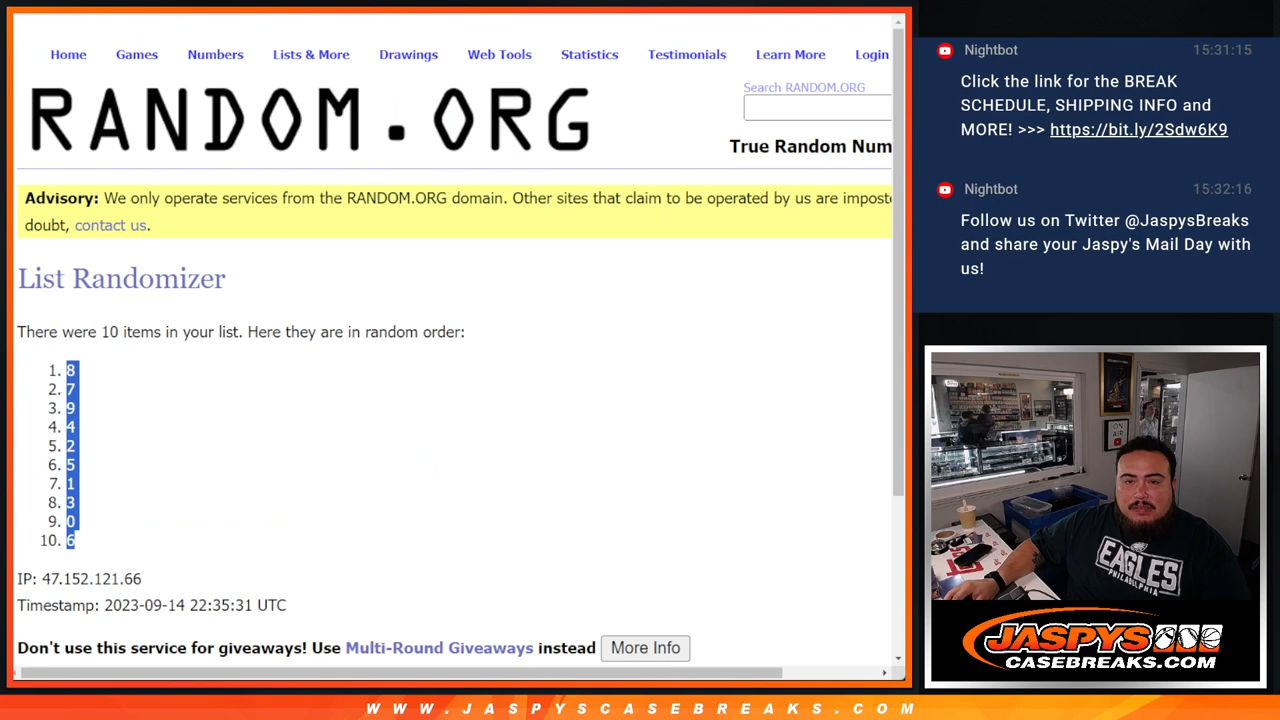 Home Games Numbers Lists & More Drawings Web Tools Statistics Testimonials Learn More Login
Search RANDOM.ORG
RANDOM.ORG
True Random Num
Advisory: We only operate services from the RANDOM.ORG domain. Other sites that claim to be operated by us are imposte
doubt, contact us.
List Randomizer
There were 10 items in your list. Here they are in random order:
1. 8
2. 7
3. 9
4. 4
5. 2
6. 5
7. 1
8. 3
9. 0
10. 6
IP: 47.152.121.66
Timestamp: 2023-09-14 22:35:31 UTC
Don't use this service for giveaways! Use Multi-Round Giveaways instead More Info
Nightbot 15:31:15
Click the link for the BREAK
SCHEDULE, SHIPPING INFO and
MORE! >>> https://bit.ly/2Sdw6K9
Nightbot 15:32:16
Follow us on Twitter @JaspysBreaks
and share your Jaspy's Mail Day with
us!
ON
AIR
EAGLES
PHILADELPHIA
JASPYS
CASEBREAKS.COM
WWW.JASPYSCASEBREAKS.COM